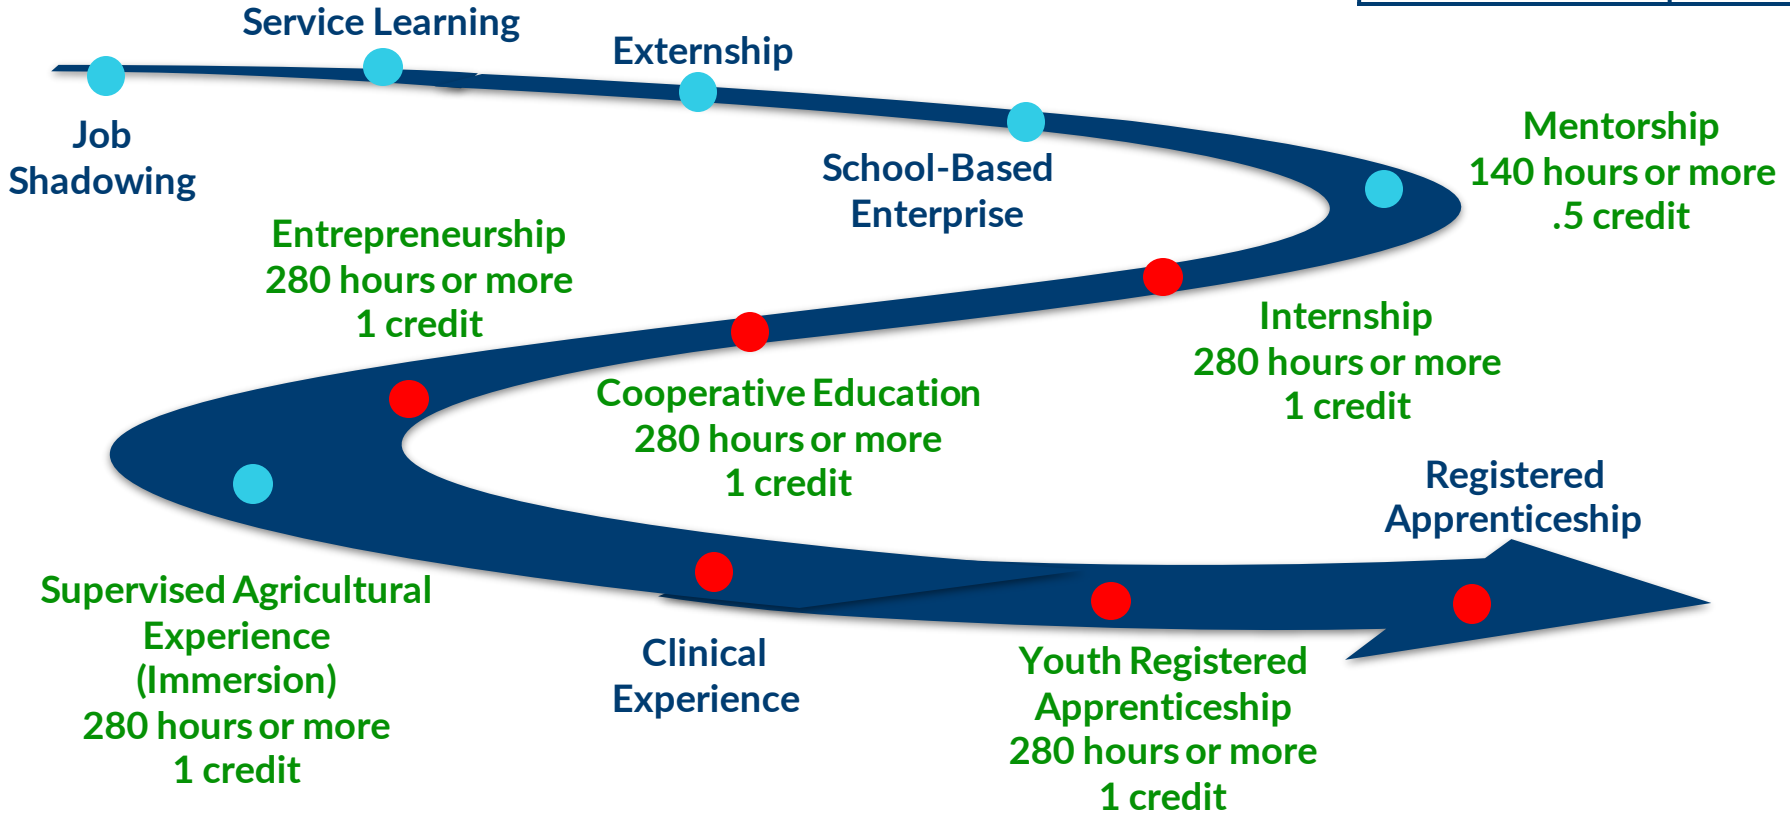 Service Learning
Externship
Job
Shadowing
School-Based
Enterprise
Mentorship
140 hours or more
.5 credit
Entrepreneurship
280 hours or more
1 credit
Internship
280 hours or more
1 credit
Cooperative Education
280 hours or more
1 credit
Registered
Apprenticeship
Supervised Agricultural
Experience
(Immersion)
280 hours or more
1 credit
Clinical
Experience
Youth Registered
Apprenticeship
280 hours or more
1 credit